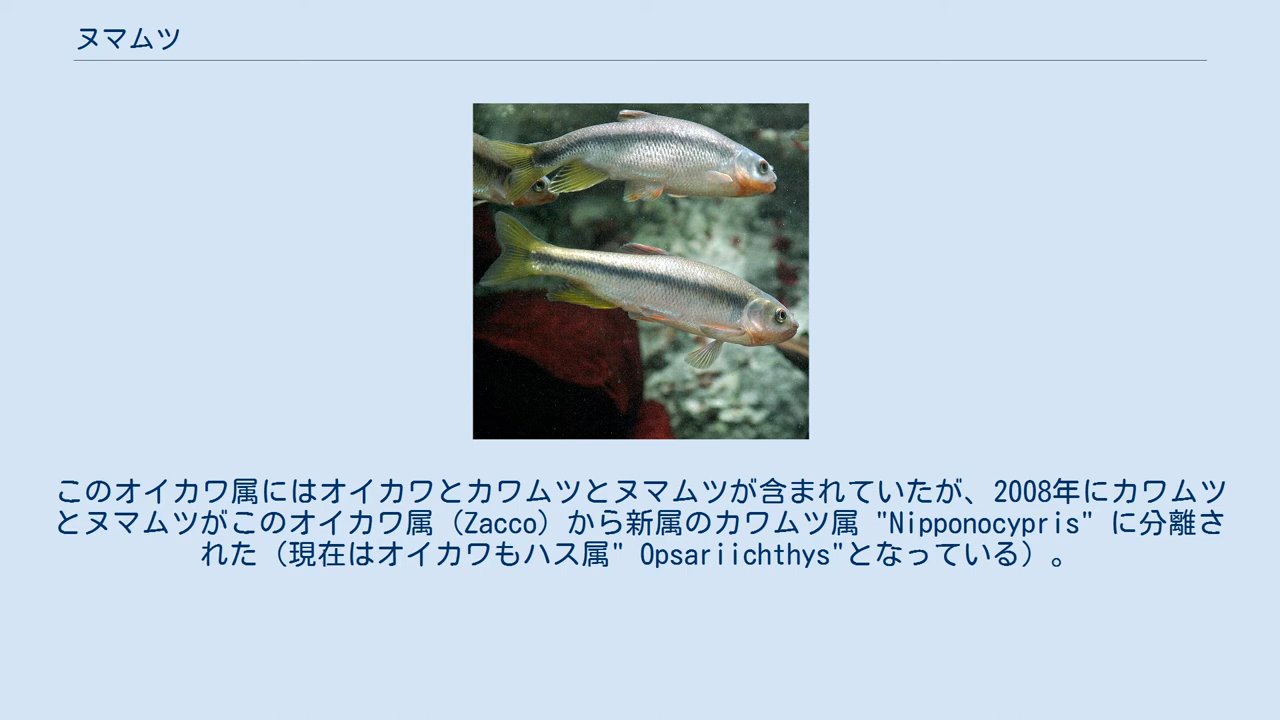 ヌマムツ
このオイカワ属にはオイカワとカワムツとヌマムツが含まれていたが、2008年にカワムツ
とヌマムツがこのオイカワ属（Zacco）から新属のカワムツ属 "Nipponocypris" に分離さ
れた（現在はオイカワもハス属" Opsariichthys"となっている）。